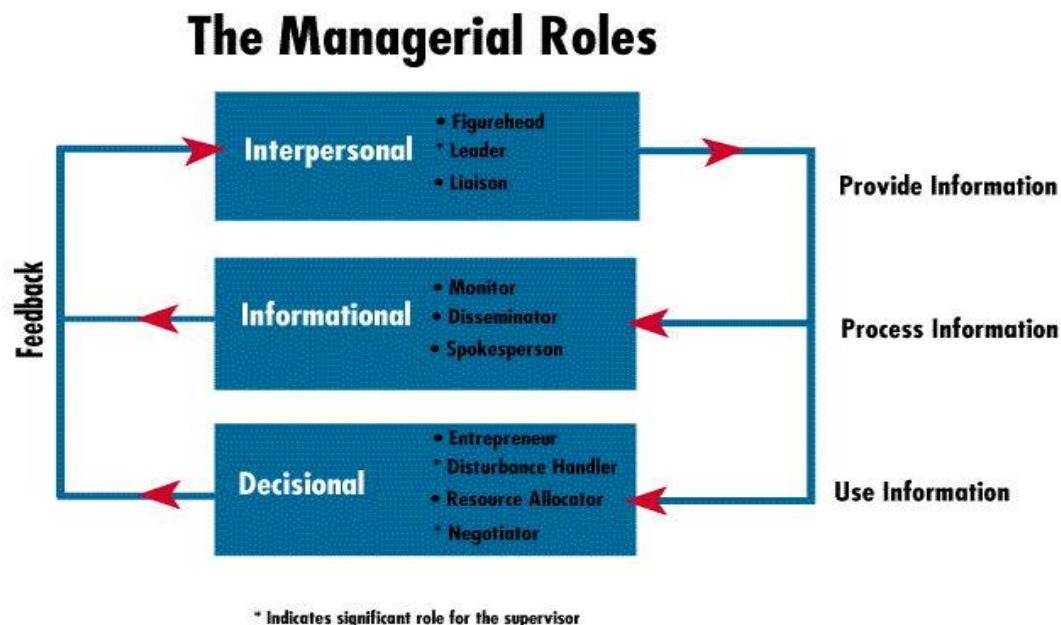 The Managerial Roles
Interpersonal
• Figurehead
* Leader
• Liaison
Provide Information
Feedback
Informational
• Monitor
• Disseminator
• Spokesperson
Process Information
Decisional
• Entrepreneur
* Disturbance Handler
• Resource Allocator
* Negotiator
Use Information
* Indicates significant role for the supervisor